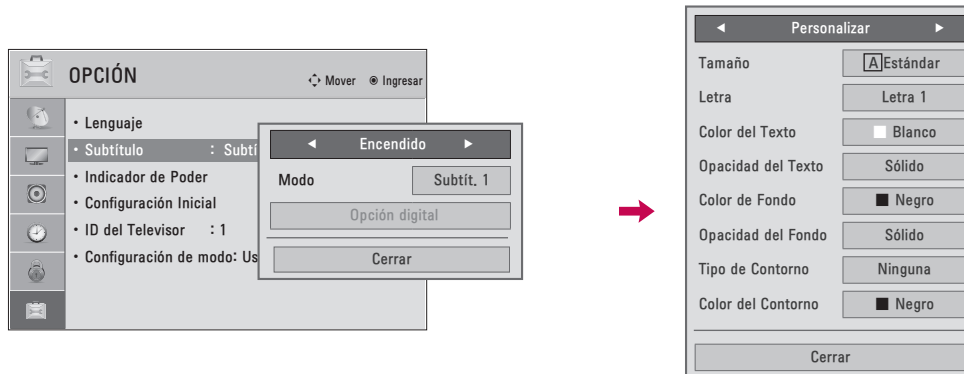 OPCIÓN
Mover Ingresar
• Lenguaje
• Subtítulo : Subtí
• Indicador de Poder
• Configuración Inicial
• ID del Televisor : 1
• Configuración de modo: Us
◄ Encendido ►
Modo Subtít. 1
Opción digital
Cerrar
◄ Personalizar ►
Tamaño A Estándar
Letra Letra 1
Color del Texto Blanco
Opacidad del Texto Sólido
Color de Fondo Negro
Opacidad del Fondo Sólido
Tipo de Contorno Ninguna
Color del Contorno Negro
Cerrar